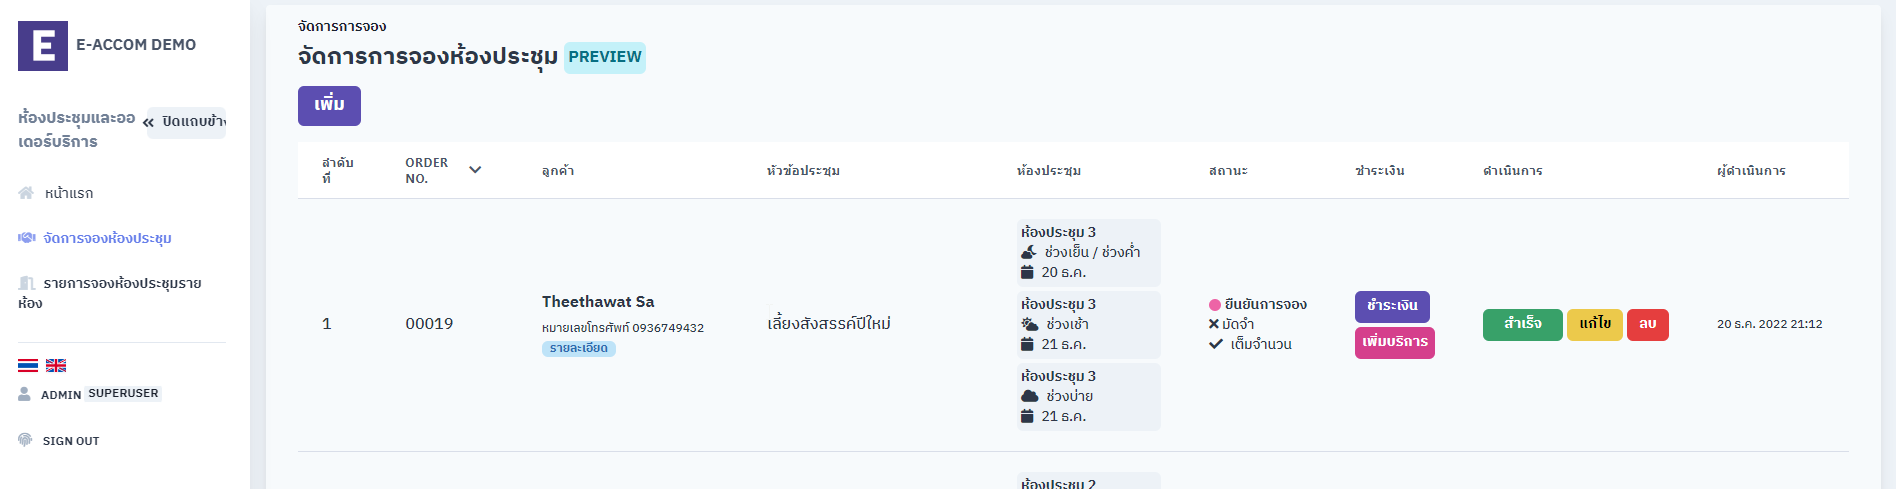 E E-ACCOM DEMO
ห้องประชุมและออ
เดอร์บริการ
ปิดแถบข้าง
หน้าแรก
จัดการจองห้องประชุม
รายการจองห้องประชุมราย
ห้อง
ADMIN SUPERUSER
SIGN OUT
จัดการการจอง
จัดการการจองห้องประชุม PREVIEW
เพิ่ม
ลำดับ
ที่
ORDER
NO.
ลูกค้า
หัวข้อประชุม
ห้องประชุม
สถานะ
ชำระเงิน
ดำเนินการ
ผู้ดำเนินการ
1
00019
Theethawat Sa
หมายเลขโทรศัพท์ 0936749432
รายละเอียด
เลี้ยงสังสรรค์ปีใหม่
ห้องประชุม 3
ช่วงเย็น / ช่วงค่ำ
20 ธ.ค.
ห้องประชุม 3
ช่วงเช้า
21 ธ.ค.
ห้องประชุม 3
ช่วงบ่าย
21 ธ.ค.
ยืนยันการจอง
มัดจำ
เต็มจำนวน
ชำระเงิน
เพิ่มบริการ
สำเร็จ แก้ไข ลบ
20 ธ.ค. 2022 21:12
ห้องประชุม 2